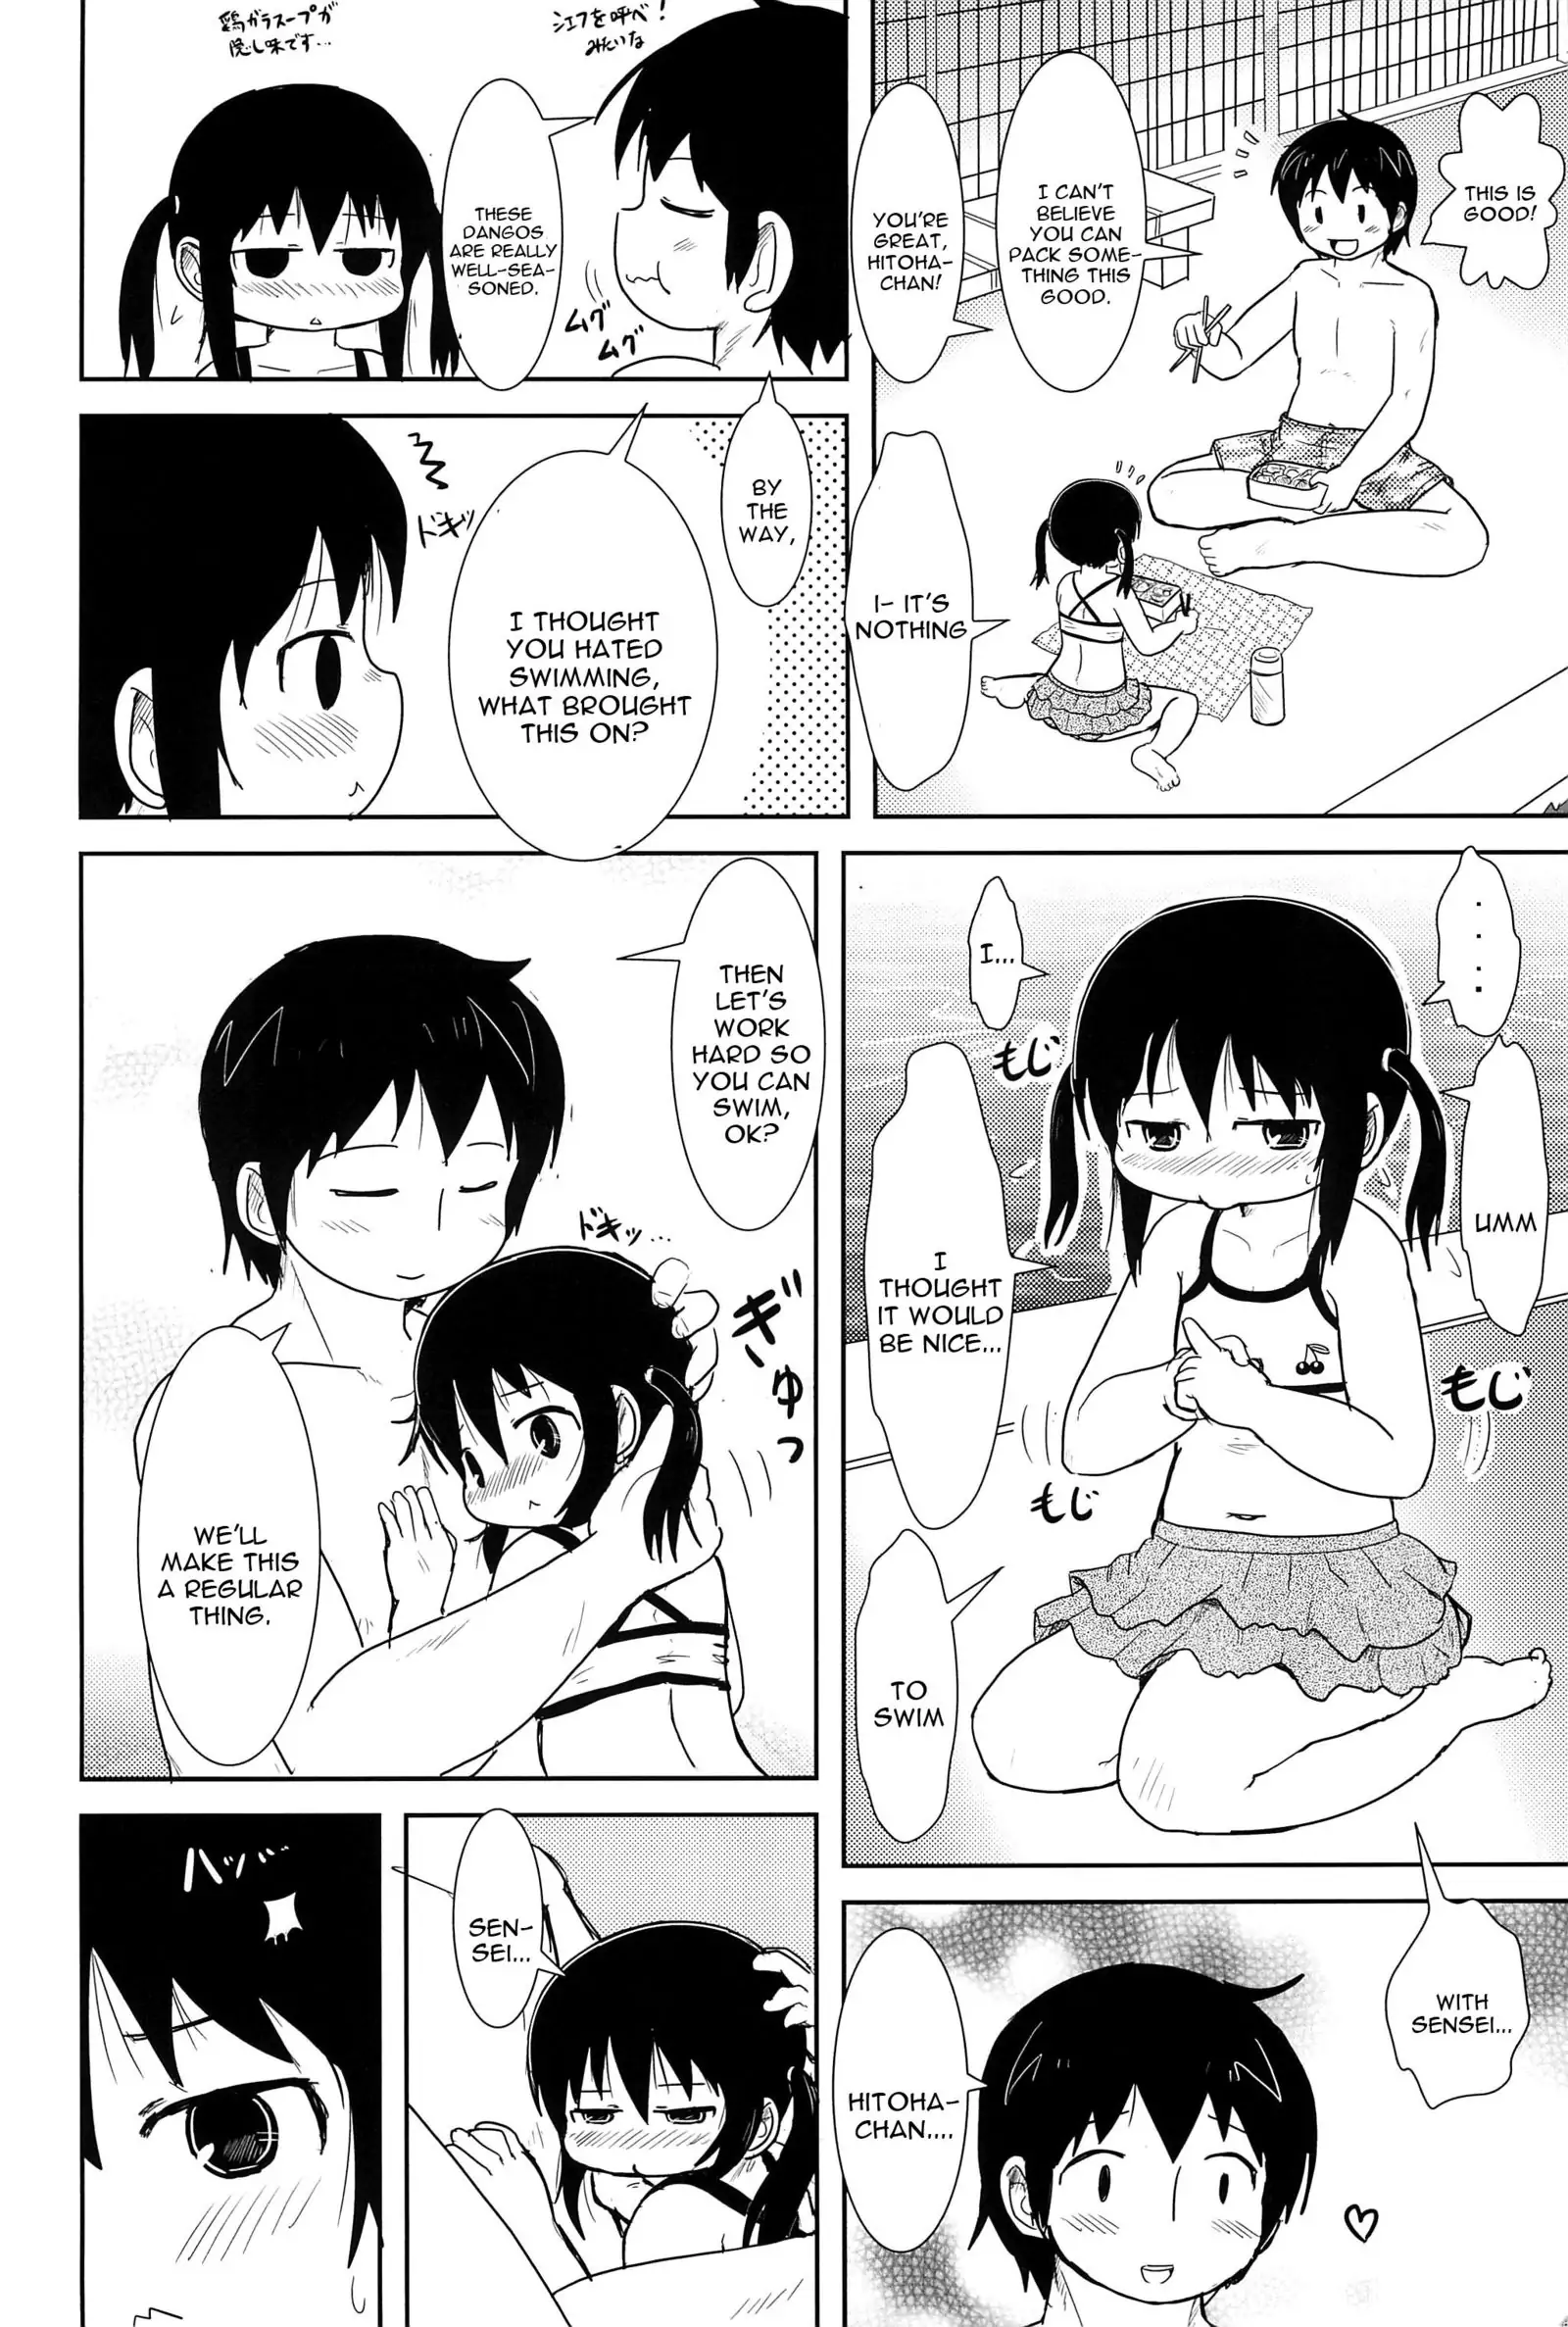 THIS IS
GOOD!
I CAN'T
BELIEVE
YOU CAN
PACK SOME-
THING THIS
GOOD.
YOU'RE
GREAT,
HITOHA-
CHAN!
I- IT'S
NOTHING
シェフを呼べ！
みたいな
THESE
DANGOS
ARE REALLY
WELL-SEA-
SONED.
ムグ
ムグ
鶏ガラスープが
隠し味です…
BY
THE
WAY,
I THOUGHT
YOU HATED
SWIMMING,
WHAT BROUGHT
THIS ON?
ドキッ
....
UMM
I...
もじ
I
THOUGHT
IT WOULD
BE NICE...
もじ
もじ
TO
SWIM
WITH
SENSEI...
HITOHA-
CHAN....
THEN
LET'S
WORK
HARD SO
YOU CAN
SWIM,
OK?
ドキッ…
ぎゅっ
WE'LL
MAKE THIS
A REGULAR
THING.
SEN-
SEI...
ハッ…